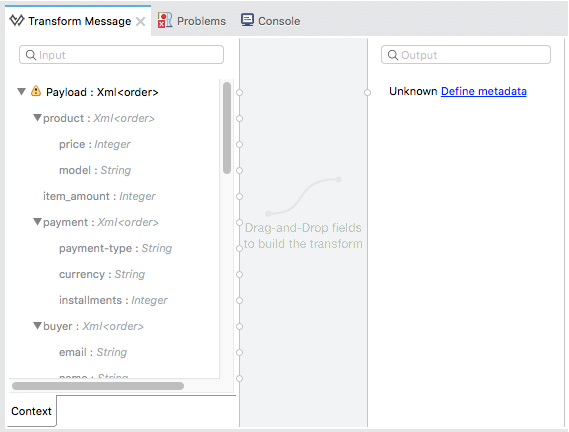 Transform Message Problems Console
Input
Output
Payload : Xml<order>
Unknown Define metadata
product : Xml<order>
price : Integer
model : String
item_amount : Integer
payment : Xml<order>
Drag-and-Drop fields
to build the transform
payment-type : String
currency : String
installments : Integer
buyer : Xml<order>
email : String
name : String
Context